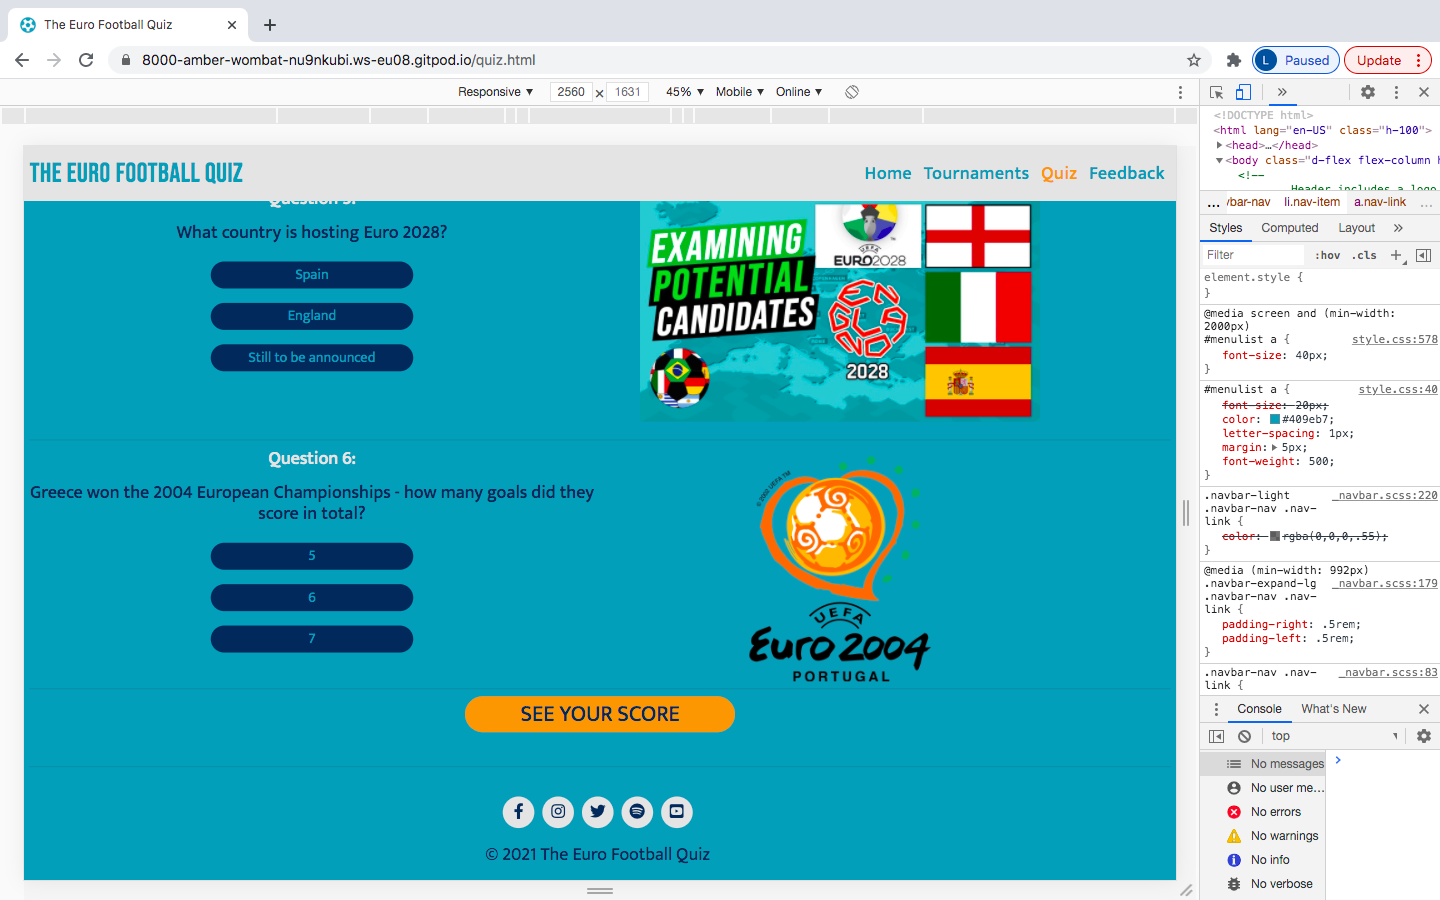 The Euro Football Quiz
8000-amber-wombat-nu9nkubi.ws-eu08.gitpod.io/quiz.html
L Paused
Update
Responsive ▼ 2560 × 1631 45% ▼ Mobile ▼ Online ▼
THE EURO FOOTBALL QUIZ
Home Tournaments Quiz Feedback
Question 5:
What country is hosting Euro 2028?
Spain
England
Still to be announced
EXAMINING
POTENTIAL
CANDIDATES
EURO2028
ENGLAND
2028
Question 6:
Greece won the 2004 European Championships - how many goals did they
score in total?
5
6
7
UEFA
Euro 2004
PORTUGAL
SEE YOUR SCORE
© 2021 The Euro Football Quiz
<!DOCTYPE html>
<html lang="en-US" class="h-100">
<head>…</head>
<body class="d-flex flex-column h
<!--
Header includes a logo
... vbar-nav li.nav-item a.nav-link ...
Styles Computed Layout »
Filter :hov .cls +
element.style {
}
@media screen and (min-width:
2000px)
#menulist a { style.css:578
font-size: 40px;
}
#menulist a { style.css:40
font-size: 20px;
color: #409eb7;
letter-spacing: 1px;
margin: 5px;
font-weight: 500;
}
.navbar-light _navbar.scss:220
.navbar-nav .nav-
link {
color: rgba(0,0,0,.55);
}
@media (min-width: 992px)
.navbar-expand-lg _navbar.scss:179
.navbar-nav .nav-
link {
padding-right: .5rem;
padding-left: .5rem;
}
.navbar-nav .nav- _navbar.scss:83
link {
Console What's New
top
No messages
No user me...
No errors
No warnings
No info
No verbose